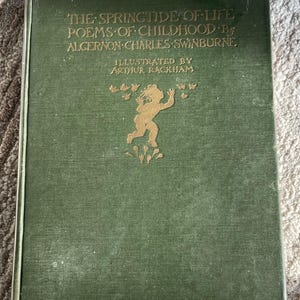 THE·SPRINGTIDE·OF·LIFE
POEMS·OF·CHILDHOOD·By
ALGERNON·CHARLES·SWINBURNE
ILLUSTRATED BY
ARTHUR RACKHAM